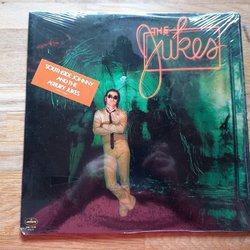 THE
Jukes
SOUTHSIDE JOHNNY
AND THE
ASBURY JUKES